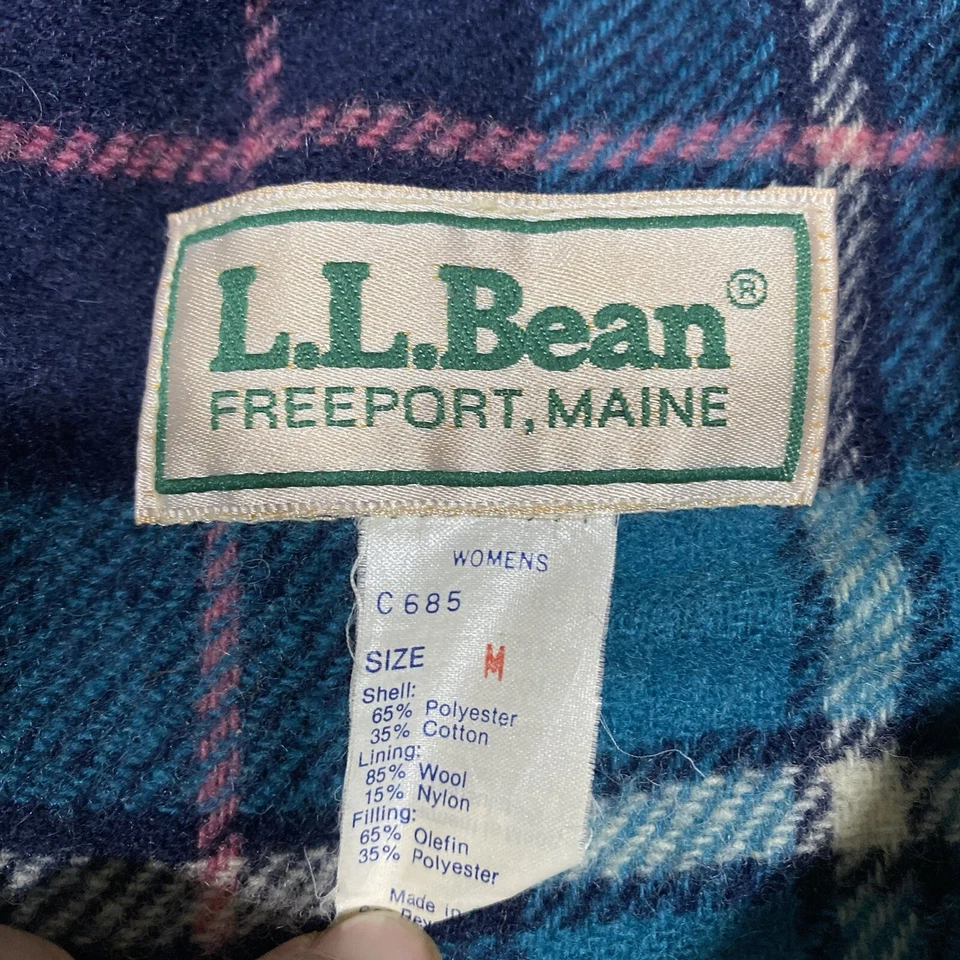 L.L.Bean®
FREEPORT, MAINE
WOMENS
C 685
SIZE M
Shell:
65% Polyester
35% Cotton
Lining:
85% Wool
15% Nylon
Filling:
65% Olefin
35% Polyester
Made in